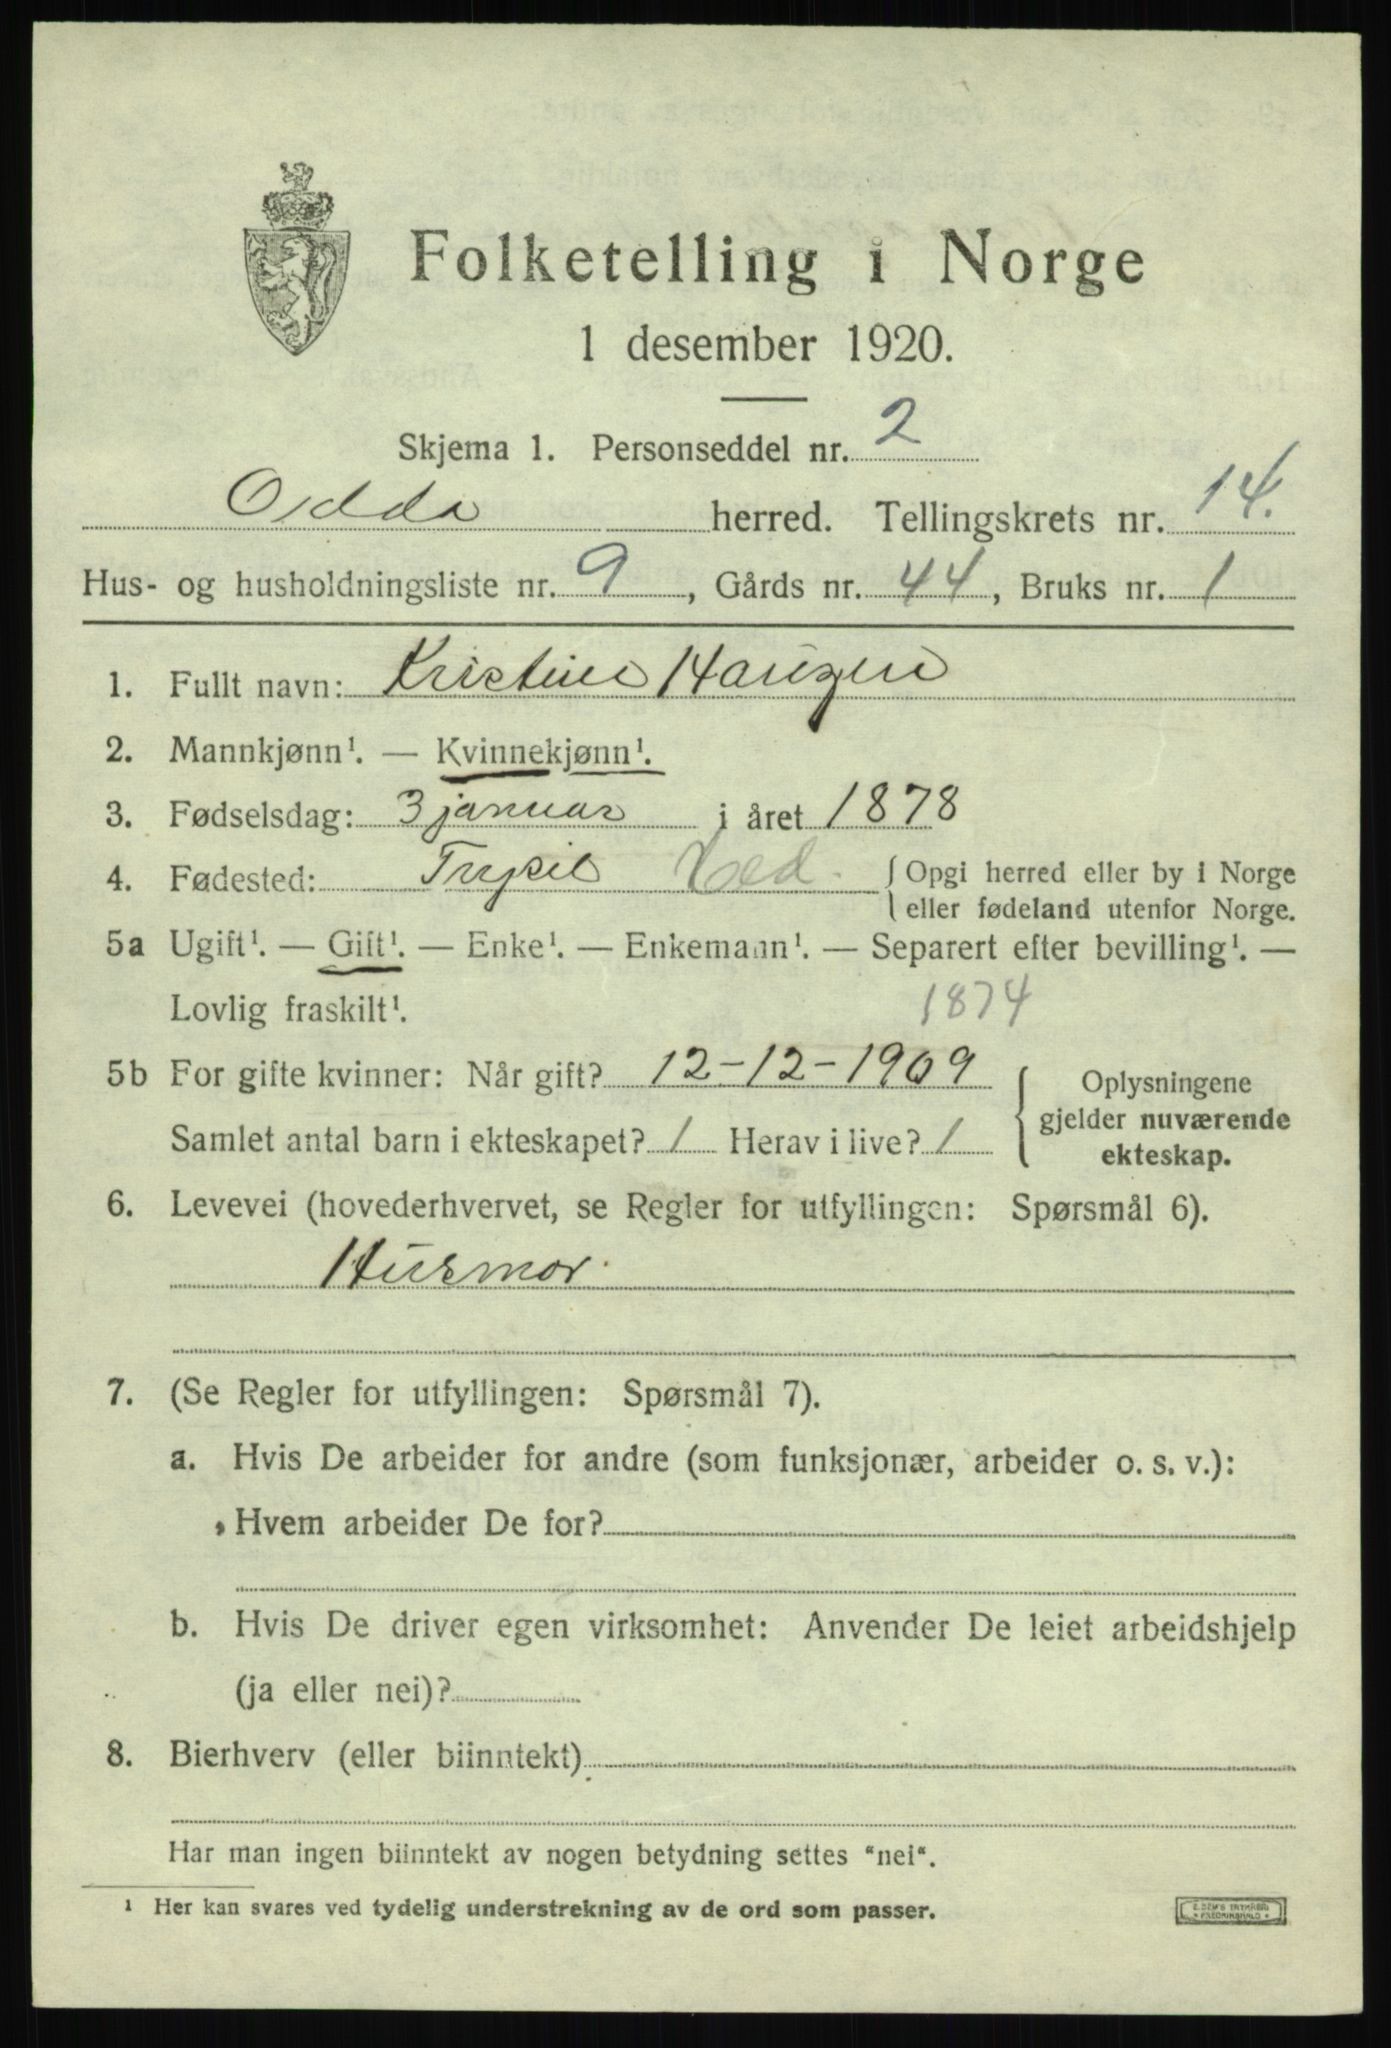 Folketelling i Norge
1 desember 1920.
Skjema 1. Personseddel nr. 2
Odda herred. Tellingskrets nr. 14.
Hus- og husholdningsliste nr. 9, Gårds nr. 44, Bruks nr. 1
1. Fullt navn: Kristine Hanzen
2. Mannkjønn¹. — Kvinnekjønn¹.
3. Fødselsdag: 3 januar i året 1878
4. Fødested: Trysil Hed. { Opgi herred eller by i Norge
eller fødeland utenfor Norge.
5a Ugift¹. — Gift¹. — Enke¹. — Enkemann¹. — Separert efter bevilling¹. —
Lovlig fraskilt¹. 1874
5b For gifte kvinner: Når gift? 12-12-1909 { Oplysningene
Samlet antal barn i ekteskapet? 1 Herav i live? 1 gjelder nuværende
ekteskap.
6. Levevei (hovederhvervet, se Regler for utfyllingen: Spørsmål 6).
Husmor
7. (Se Regler for utfyllingen: Spørsmål 7).
a. Hvis De arbeider for andre (som funksjonær, arbeider o. s. v.):
Hvem arbeider De for?
b. Hvis De driver egen virksomhet: Anvender De leiet arbeidshjelp
(ja eller nei)?
8. Bierhverv (eller biinntekt)
Har man ingen biinntekt av nogen betydning settes "nei".
¹ Her kan svares ved tydelig understrekning av de ord som passer.